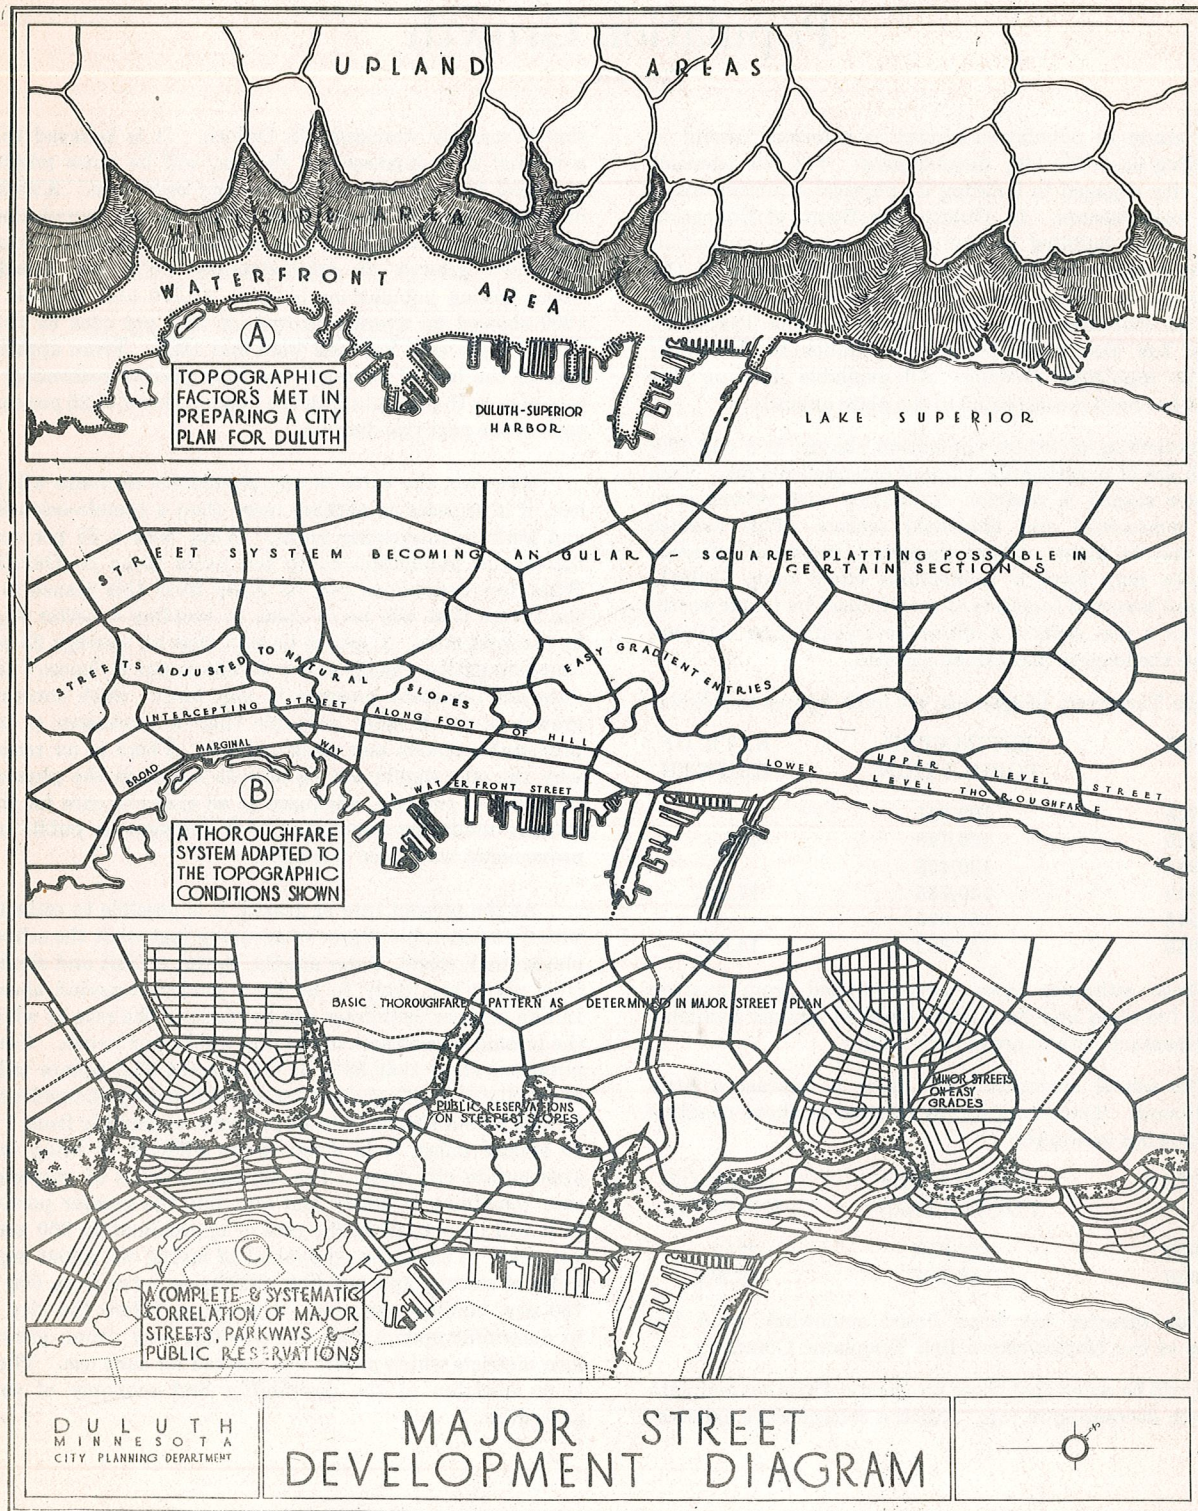 UPLAND AREAS
HILLSIDE-AREA
WATERFRONT AREA
A
TOPOGRAPHIC
FACTORS MET IN
PREPARING A CITY
PLAN FOR DULUTH
DULUTH-SUPERIOR
HARBOR
LAKE SUPERIOR
STREET SYSTEM BECOMING ANGULAR - SQUARE PLATTING POSSIBLE IN
CERTAIN SECTIONS
STREETS ADJUSTED TO NATURAL SLOPES
EASY GRADIENT ENTRIES
INTERCEPTING STREET ALONG FOOT OF HILL
BROAD MARGINAL WAY
A WATERFRONT STREET
UPPER LEVEL STREET
LOWER LEVEL THOROUGHFARE
B
A THOROUGHFARE
SYSTEM ADAPTED TO
THE TOPOGRAPHIC
CONDITIONS SHOWN
BASIC THOROUGHFARE PATTERN AS DETERMINED IN MAJOR STREET PLAN
MINOR STREETS
ON EASY
GRADES
PUBLIC RESERVATIONS
ON STEEPEST SLOPES
C
A COMPLETE & SYSTEMATIC
CORRELATION OF MAJOR
STREETS, PARKWAYS &
PUBLIC RESERVATIONS
DULUTH
MINNESOTA
CITY PLANNING DEPARTMENT
MAJOR STREET
DEVELOPMENT DIAGRAM
N